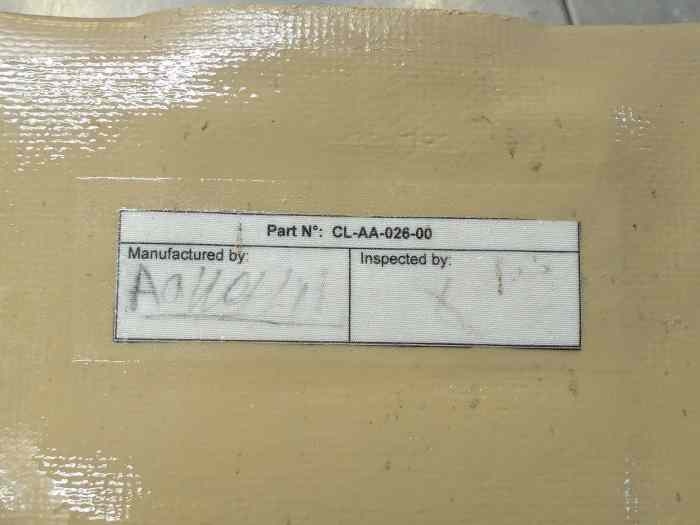 Part N°: CL-AA-026-00
Manufactured by:
Inspected by: